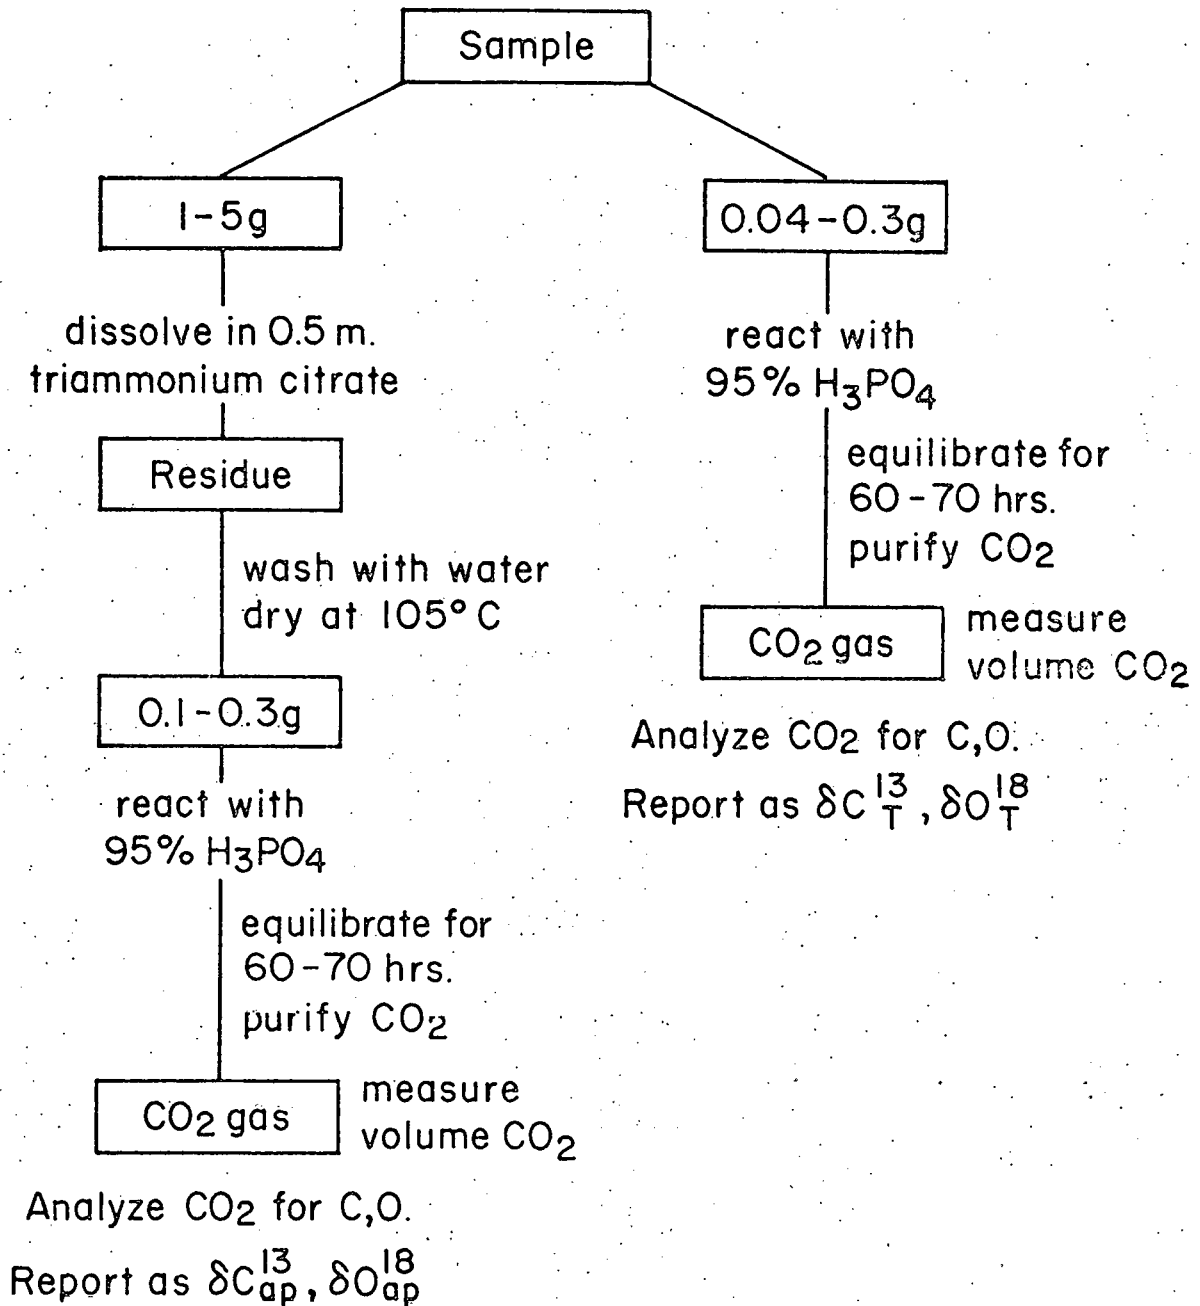 Sample
1-5g
dissolve in 0.5 m.
triammonium citrate
Residue
wash with water
dry at 105° C
0.1-0.3g
react with
95% H₃PO₄
equilibrate for
60-70 hrs.
purify CO₂
CO₂ gas
measure
volume CO₂
Analyze CO₂ for C,O.
Report as δC¹³ap, δO¹⁸ap
0.04-0.3g
react with
95% H₃PO₄
equilibrate for
60-70 hrs.
purify CO₂
CO₂ gas
measure
volume CO₂
Analyze CO₂ for C,O.
Report as δC¹³T, δO¹⁸T